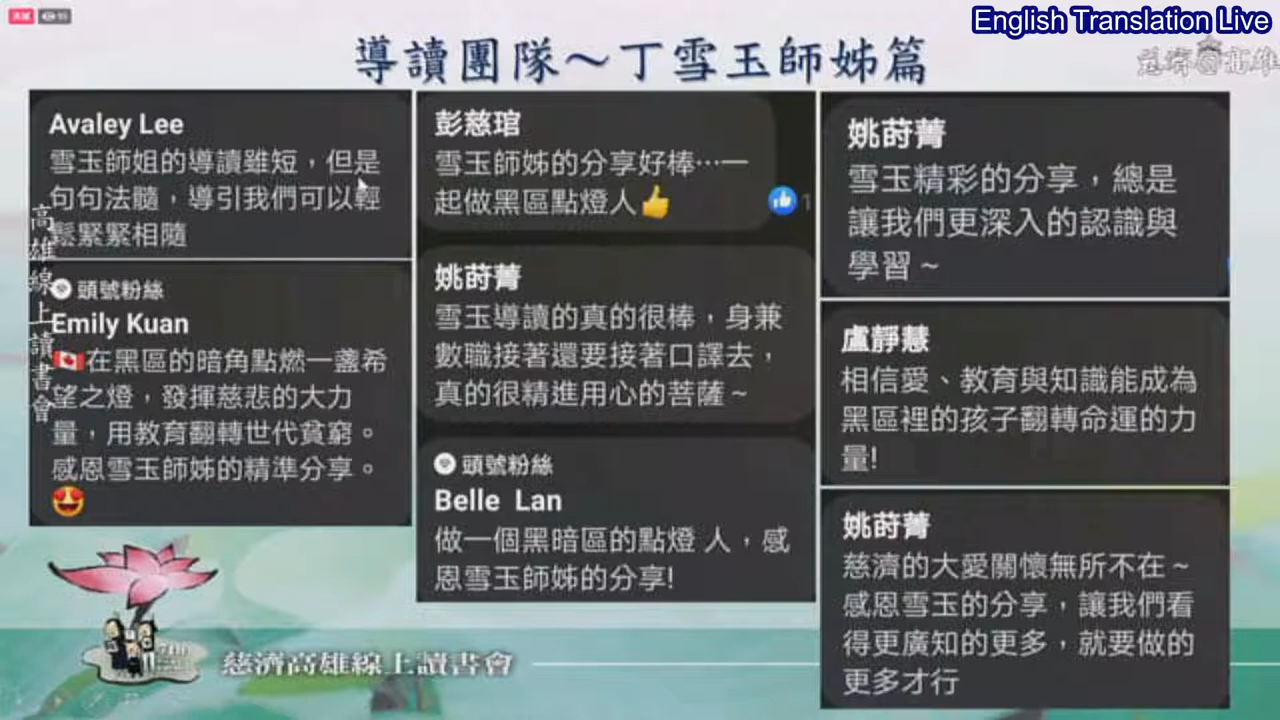 English Translation Live
導讀團隊～丁雪玉師姊篇
慈濟 高雄
Avaley Lee
雪玉師姐的導讀雖短，但是
句句法髓，導引我們可以輕
鬆緊緊相隨
頭號粉絲
Emily Kuan
🇨🇦在黑區的暗角點燃一盞希
望之燈，發揮慈悲的大力
量，用教育翻轉世代貧窮。
感恩雪玉師姊的精準分享。
😍
彭慈琯
雪玉師姊的分享好棒⋯一
起做黑區點燈人👍
1
姚莳菁
雪玉導讀的真的很棒，身兼
數職接著還要接著口譯去，
真的很精進用心的菩薩~
頭號粉絲
Belle Lan
做一個黑暗區的點燈 人，感
恩雪玉師姊的分享!
姚莳菁
雪玉精彩的分享，總是
讓我們更深入的認識與
學習~
盧靜慧
相信愛、教育與知識能成為
黑區裡的孩子翻轉命運的力
量!
姚莳菁
慈濟的大愛關懷無所不在~
感恩雪玉的分享，讓我們看
得更廣知的更多，就要做的
更多才行
高雄線上讀書會
慈濟高雄線上讀書會